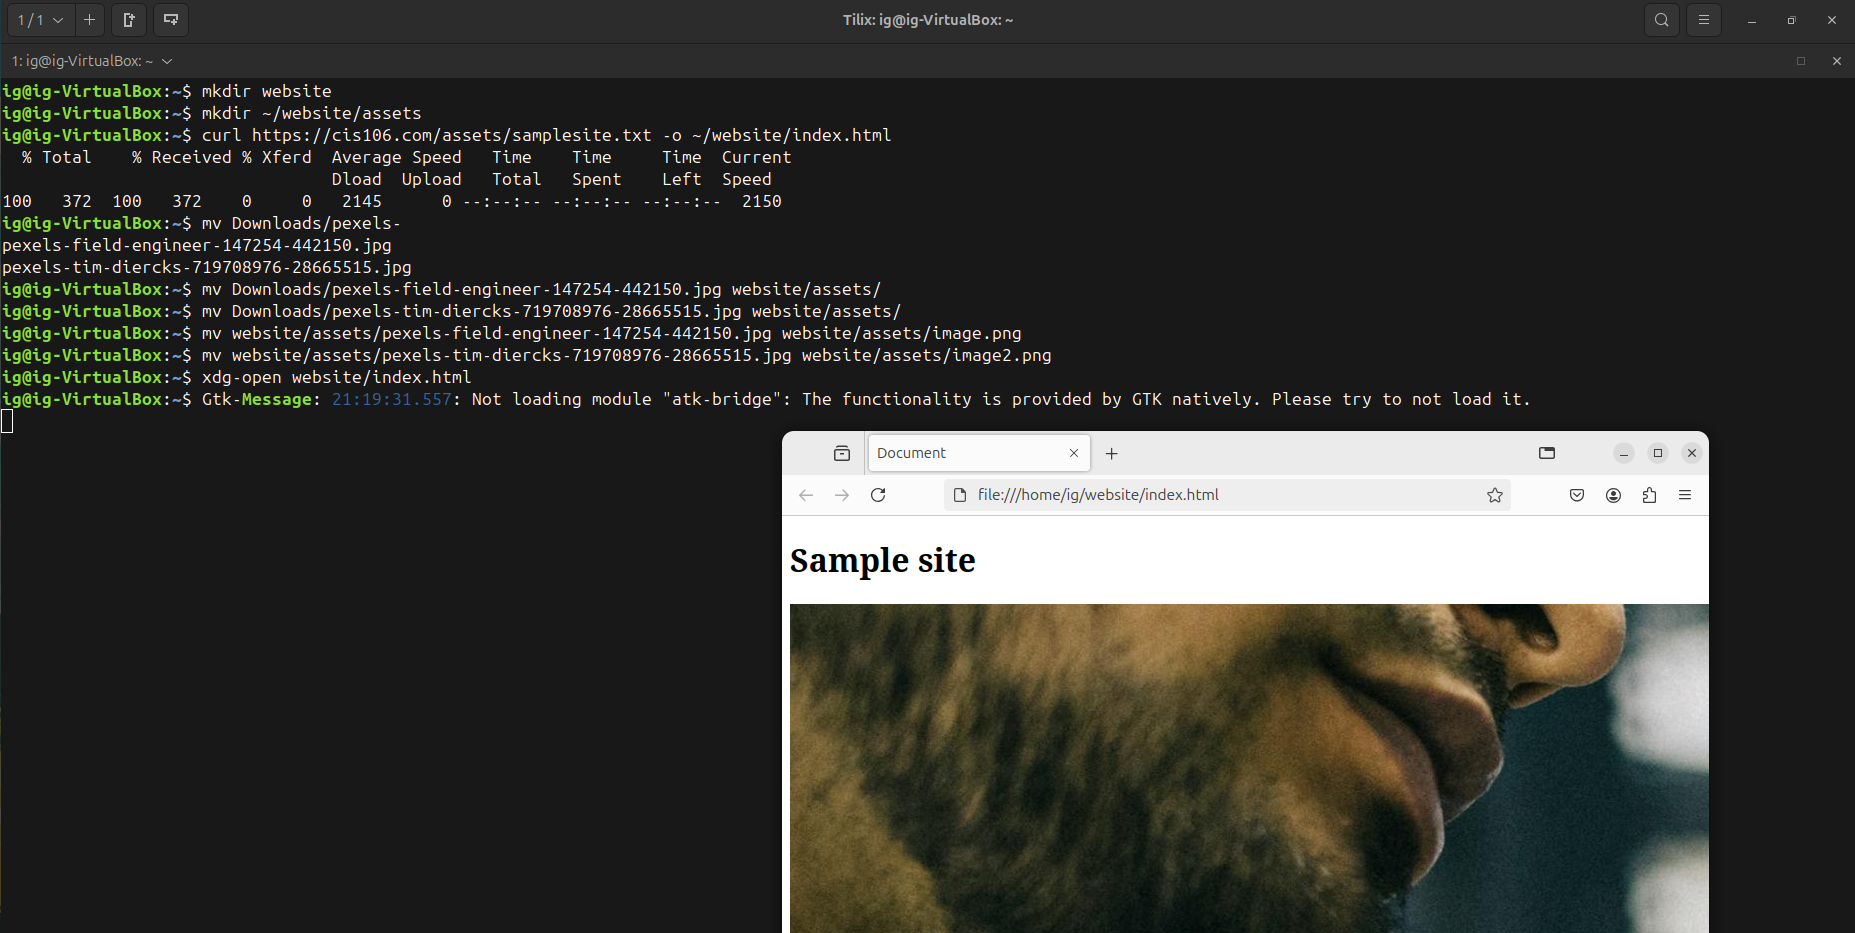 1 / 1
Tilix: ig@ig-VirtualBox: ~
1: ig@ig-VirtualBox: ~
ig@ig-VirtualBox:~$ mkdir website
ig@ig-VirtualBox:~$ mkdir ~/website/assets
ig@ig-VirtualBox:~$ curl https://cis106.com/assets/samplesite.txt -o ~/website/index.html
  % Total    % Received % Xferd  Average Speed   Time    Time     Time  Current
                                 Dload  Upload   Total   Spent    Left  Speed
100   372  100   372    0     0   2145      0 --:--:-- --:--:-- --:--:--  2150
ig@ig-VirtualBox:~$ mv Downloads/pexels-
pexels-field-engineer-147254-442150.jpg
pexels-tim-diercks-719708976-28665515.jpg
ig@ig-VirtualBox:~$ mv Downloads/pexels-field-engineer-147254-442150.jpg website/assets/
ig@ig-VirtualBox:~$ mv Downloads/pexels-tim-diercks-719708976-28665515.jpg website/assets/
ig@ig-VirtualBox:~$ mv website/assets/pexels-field-engineer-147254-442150.jpg website/assets/image.png
ig@ig-VirtualBox:~$ mv website/assets/pexels-tim-diercks-719708976-28665515.jpg website/assets/image2.png
ig@ig-VirtualBox:~$ xdg-open website/index.html
ig@ig-VirtualBox:~$ Gtk-Message: 21:19:31.557: Not loading module "atk-bridge": The functionality is provided by GTK natively. Please try to not load it.
Document
file:///home/ig/website/index.html
Sample site